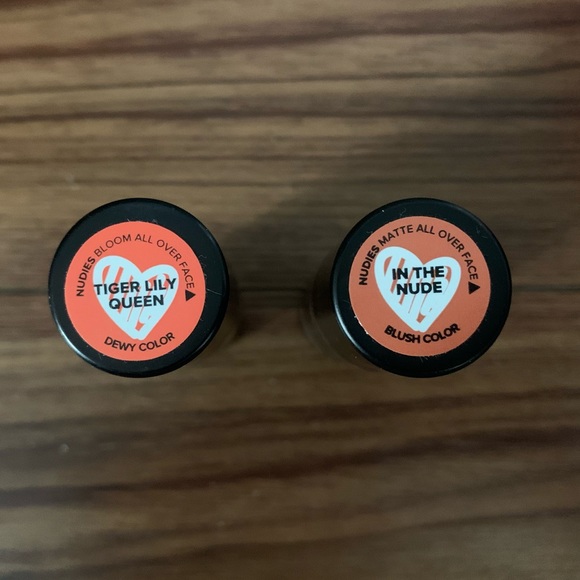 NUDIES BLOOM ALL OVER FACE
TIGER LILY
QUEEN
DEWY COLOR
NUDIES MATTE ALL OVER FACE
IN THE
NUDE
BLUSH COLOR